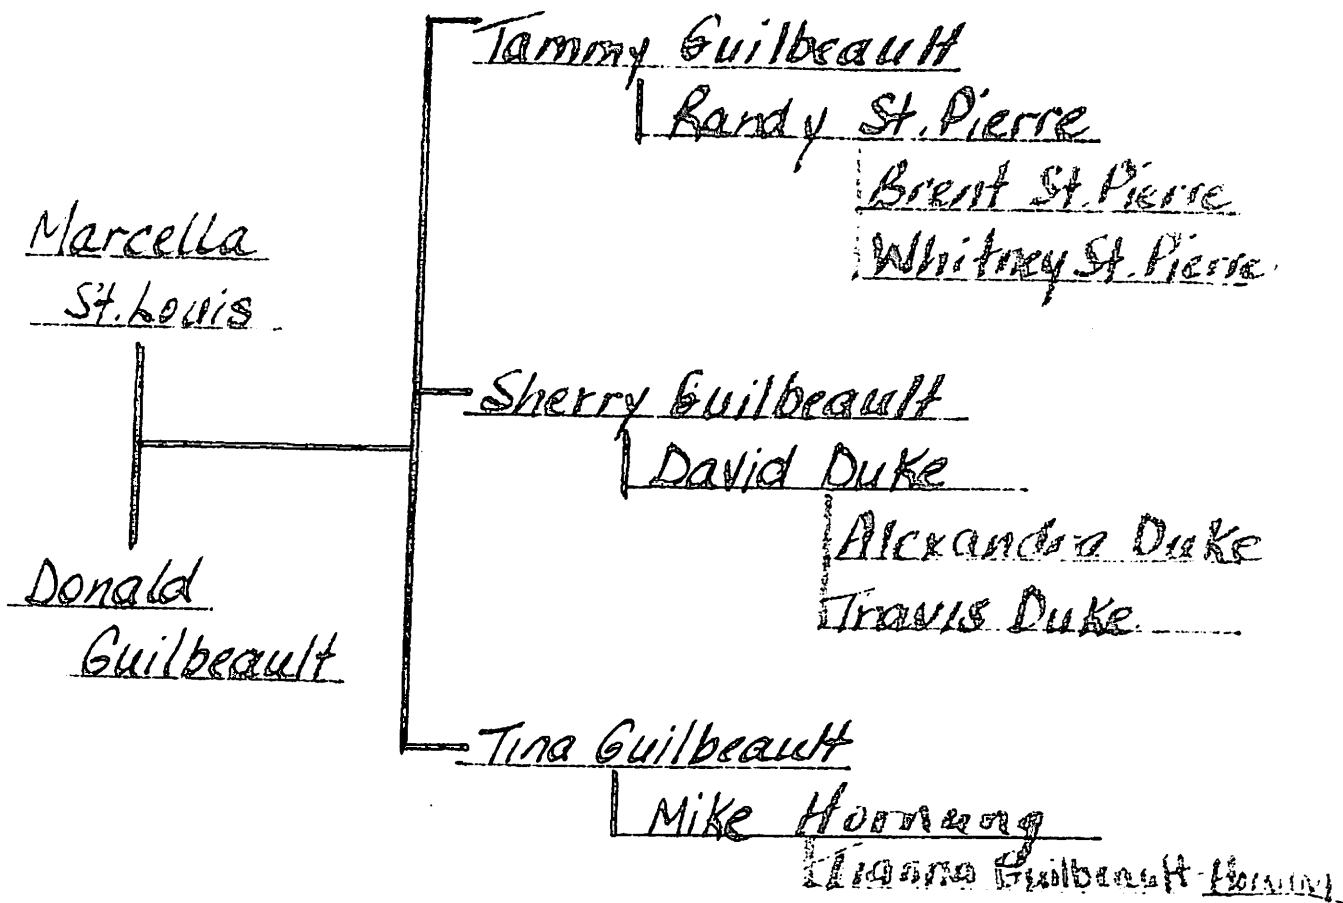 Tammy Guilbeault
Randy St. Pierre
Brent St. Pierre
Whitney St. Pierre
Marcella
St. Louis
Sherry Guilbeault
David Duke
Alexandra Duke
Travis Duke
Donald
Guilbeault
Tina Guilbeault
Mike Hornung
Guilbeault